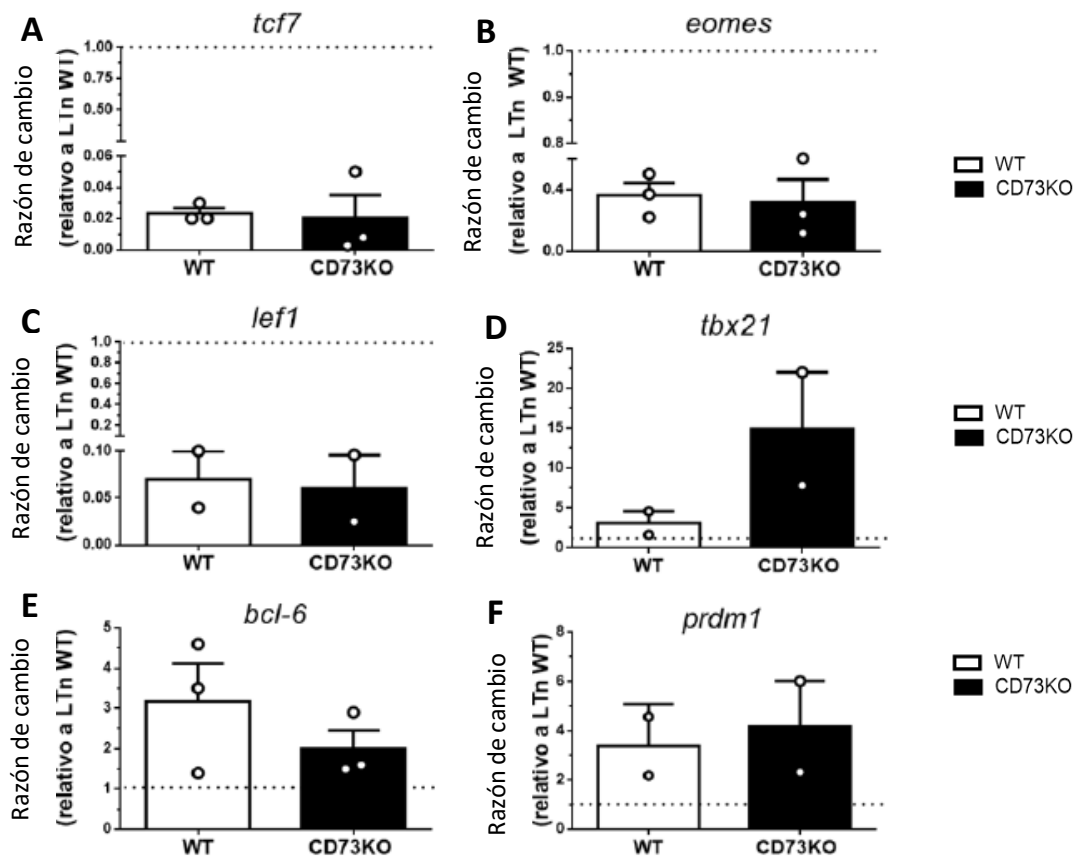 A
tcf7
Razón de cambio
(relativo a LTn WT)
1.00
0.75
0.50
0.06
0.04
0.02
0.00
WT
CD73KO
B
eomes
Razón de cambio
(relativo a LTn WT)
1.0
0.9
0.8
0.4
0.0
WT
CD73KO
WT
CD73KO
C
lef1
Razón de cambio
(relativo a LTn WT)
1.0
0.8
0.6
0.4
0.2
0.10
0.05
0.00
WT
CD73KO
D
tbx21
Razón de cambio
(relativo a LTn WT)
25
20
15
10
5
0
WT
CD73KO
WT
CD73KO
E
bcl-6
Razón de cambio
(relativo a LTn WT)
5
4
3
2
1
0
WT
CD73KO
F
prdm1
Razón de cambio
(relativo a LTn WT)
8
6
4
2
0
WT
CD73KO
WT
CD73KO